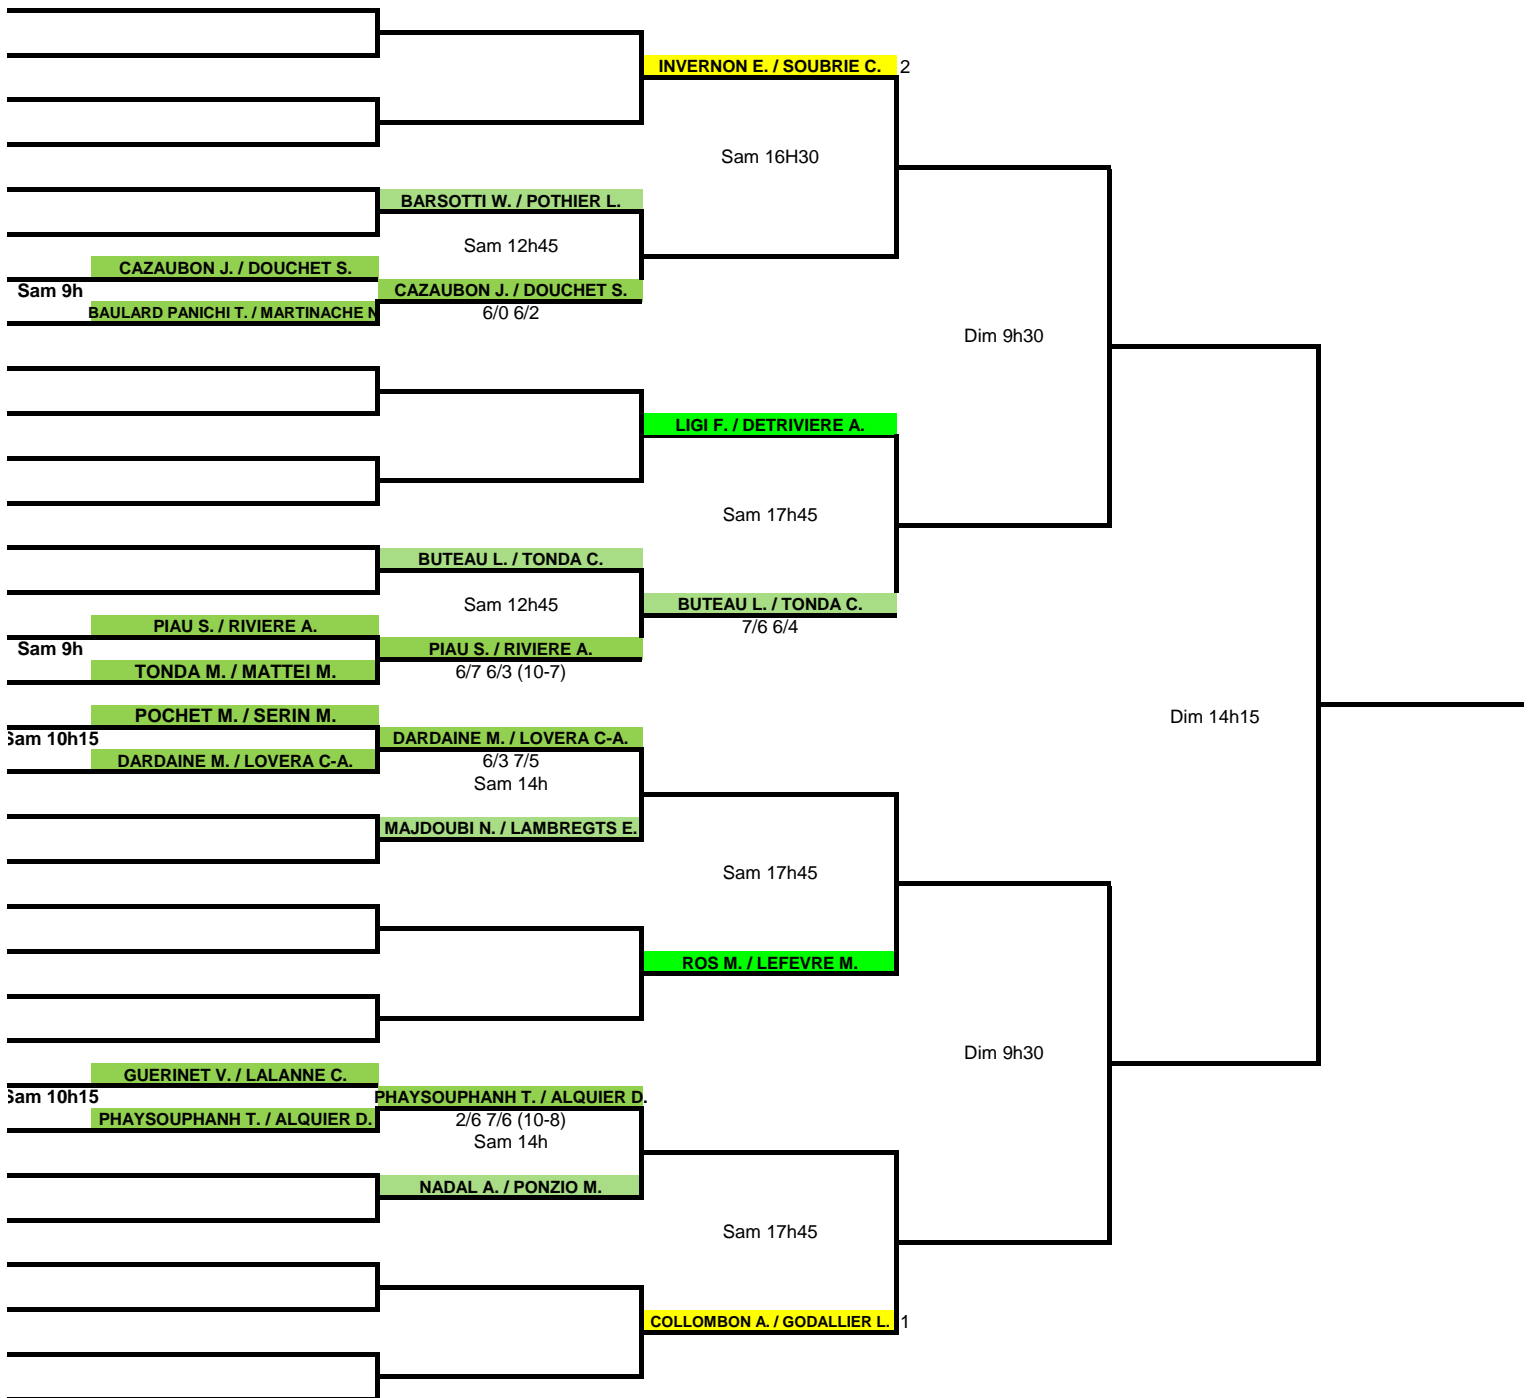 INVERNON E. / SOUBRIE C. 2
Sam 16H30
BARSOTTI W. / POTHIER L.
Sam 12h45
CAZAUBON J. / DOUCHET S.
Sam 9h
CAZAUBON J. / DOUCHET S.
BAULARD PANICHI T. / MARTINACHE N
6/0 6/2
Dim 9h30
LIGI F. / DETRIVIERE A.
Sam 17h45
BUTEAU L. / TONDA C.
Sam 12h45
BUTEAU L. / TONDA C.
7/6 6/4
PIAU S. / RIVIERE A.
Sam 9h
PIAU S. / RIVIERE A.
TONDA M. / MATTEI M.
6/7 6/3 (10-7)
POCHET M. / SERIN M.
Dim 14h15
Sam 10h15
DARDAINE M. / LOVERA C-A.
DARDAINE M. / LOVERA C-A.
6/3 7/5
Sam 14h
MAJDOUBI N. / LAMBREGTS E.
Sam 17h45
ROS M. / LEFEVRE M.
Dim 9h30
GUERINET V. / LALANNE C.
Sam 10h15
PHAYSOUPHANH T. / ALQUIER D.
PHAYSOUPHANH T. / ALQUIER D.
2/6 7/6 (10-8)
Sam 14h
NADAL A. / PONZIO M.
Sam 17h45
COLLOMBON A. / GODALLIER L. 1